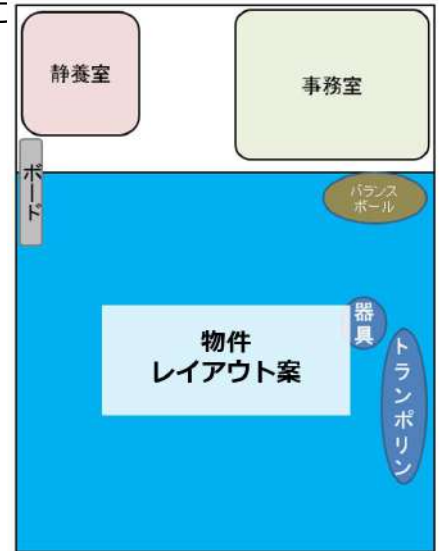 静養室
事務室
ボード
バランス
ボール
器具
物件
レイアウト案
トランポリン